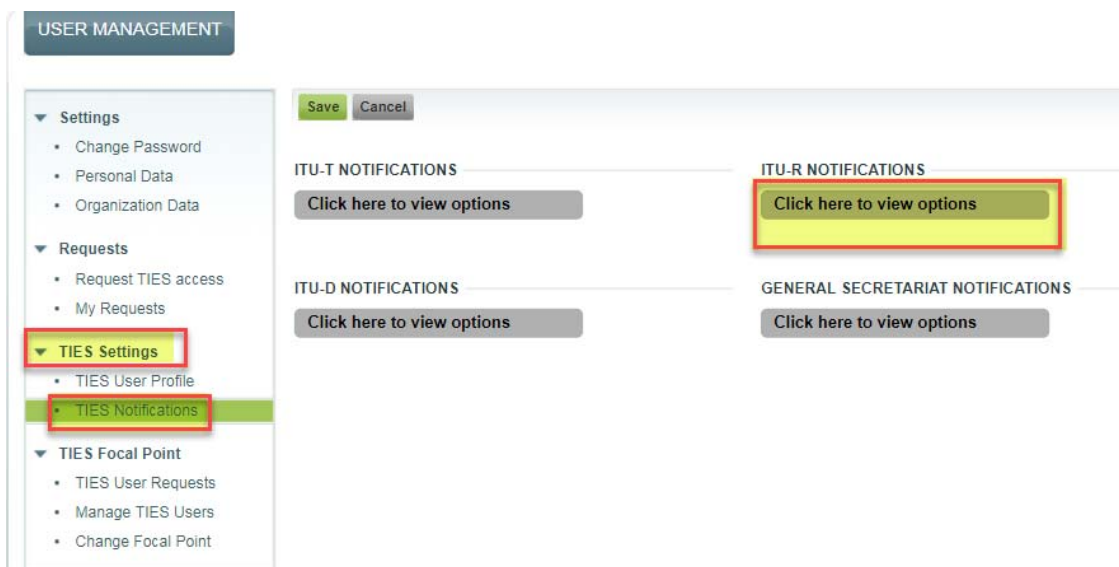 USER MANAGEMENT
Settings
Change Password
Personal Data
Organization Data
Requests
Request TIES access
My Requests
TIES Settings
TIES User Profile
TIES Notifications
TIES Focal Point
TIES User Requests
Manage TIES Users
Change Focal Point
Save Cancel
ITU-T NOTIFICATIONS
Click here to view options
ITU-R NOTIFICATIONS
Click here to view options
ITU-D NOTIFICATIONS
Click here to view options
GENERAL SECRETARIAT NOTIFICATIONS
Click here to view options